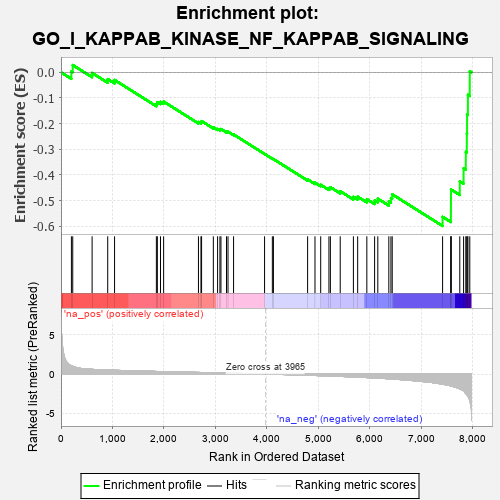 Enrichment plot:
GO_I_KAPPAB_KINASE_NF_KAPPAB_SIGNALING
Enrichment score (ES)
0.0
-0.1
-0.2
-0.3
-0.4
-0.5
-0.6
'na_pos' (positively correlated)
Ranked list metric (PreRanked)
5
0
-5
Zero cross at 3965
'na_neg' (negatively correlated)
0
1,000
2,000
3,000
4,000
5,000
6,000
7,000
8,000
Rank in Ordered Dataset
Enrichment profile
Hits
Ranking metric scores